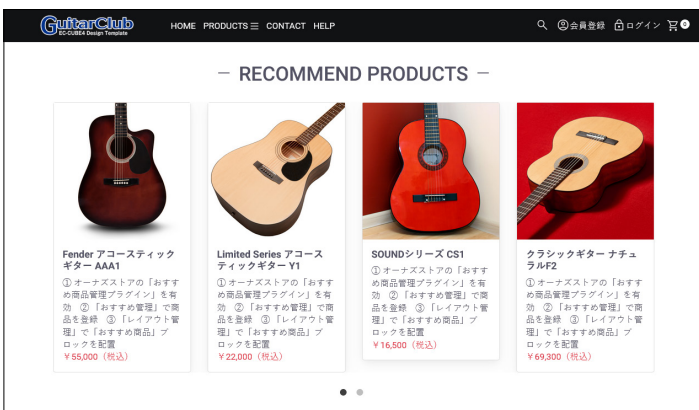 GuitarClub
EC-CUBE4 Design Template
HOME PRODUCTS CONTACT HELP
会員登録 ログイン 0
― RECOMMEND PRODUCTS ―
Fender アコースティック
ギター AAA1
① オーナズストアの「おすす
め商品管理プラグイン」を有
効 ② 「おすすめ管理」で商
品を登録 ③ 「レイアウト管
理」で「おすすめ商品」ブ
ロックを配置
￥55,000（税込）
Limited Series アコース
ティックギター Y1
① オーナズストアの「おすす
め商品管理プラグイン」を有
効 ② 「おすすめ管理」で商
品を登録 ③ 「レイアウト管
理」で「おすすめ商品」ブ
ロックを配置
￥22,000（税込）
SOUNDシリーズ CS1
① オーナズストアの「おすす
め商品管理プラグイン」を有
効 ② 「おすすめ管理」で商
品を登録 ③ 「レイアウト管
理」で「おすすめ商品」ブ
ロックを配置
￥16,500（税込）
クラシックギター ナチュ
ラルF2
① オーナズストアの「おすす
め商品管理プラグイン」を有
効 ② 「おすすめ管理」で商
品を登録 ③ 「レイアウト管
理」で「おすすめ商品」ブ
ロックを配置
￥69,300（税込）